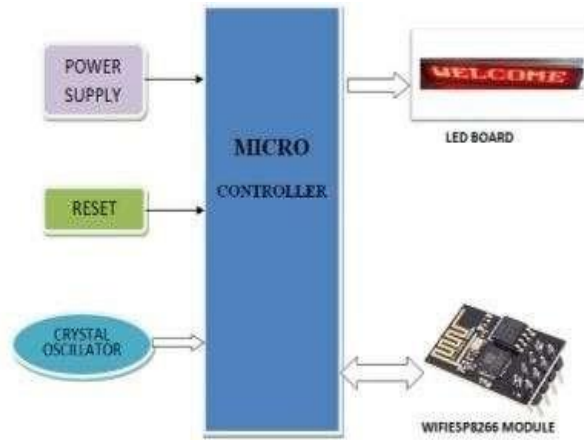 POWER
SUPPLY
RESET
CRYSTAL
OSCILLATOR
MICRO
CONTROLLER
WELCOME
LED BOARD
WIFIESP8266 MODULE